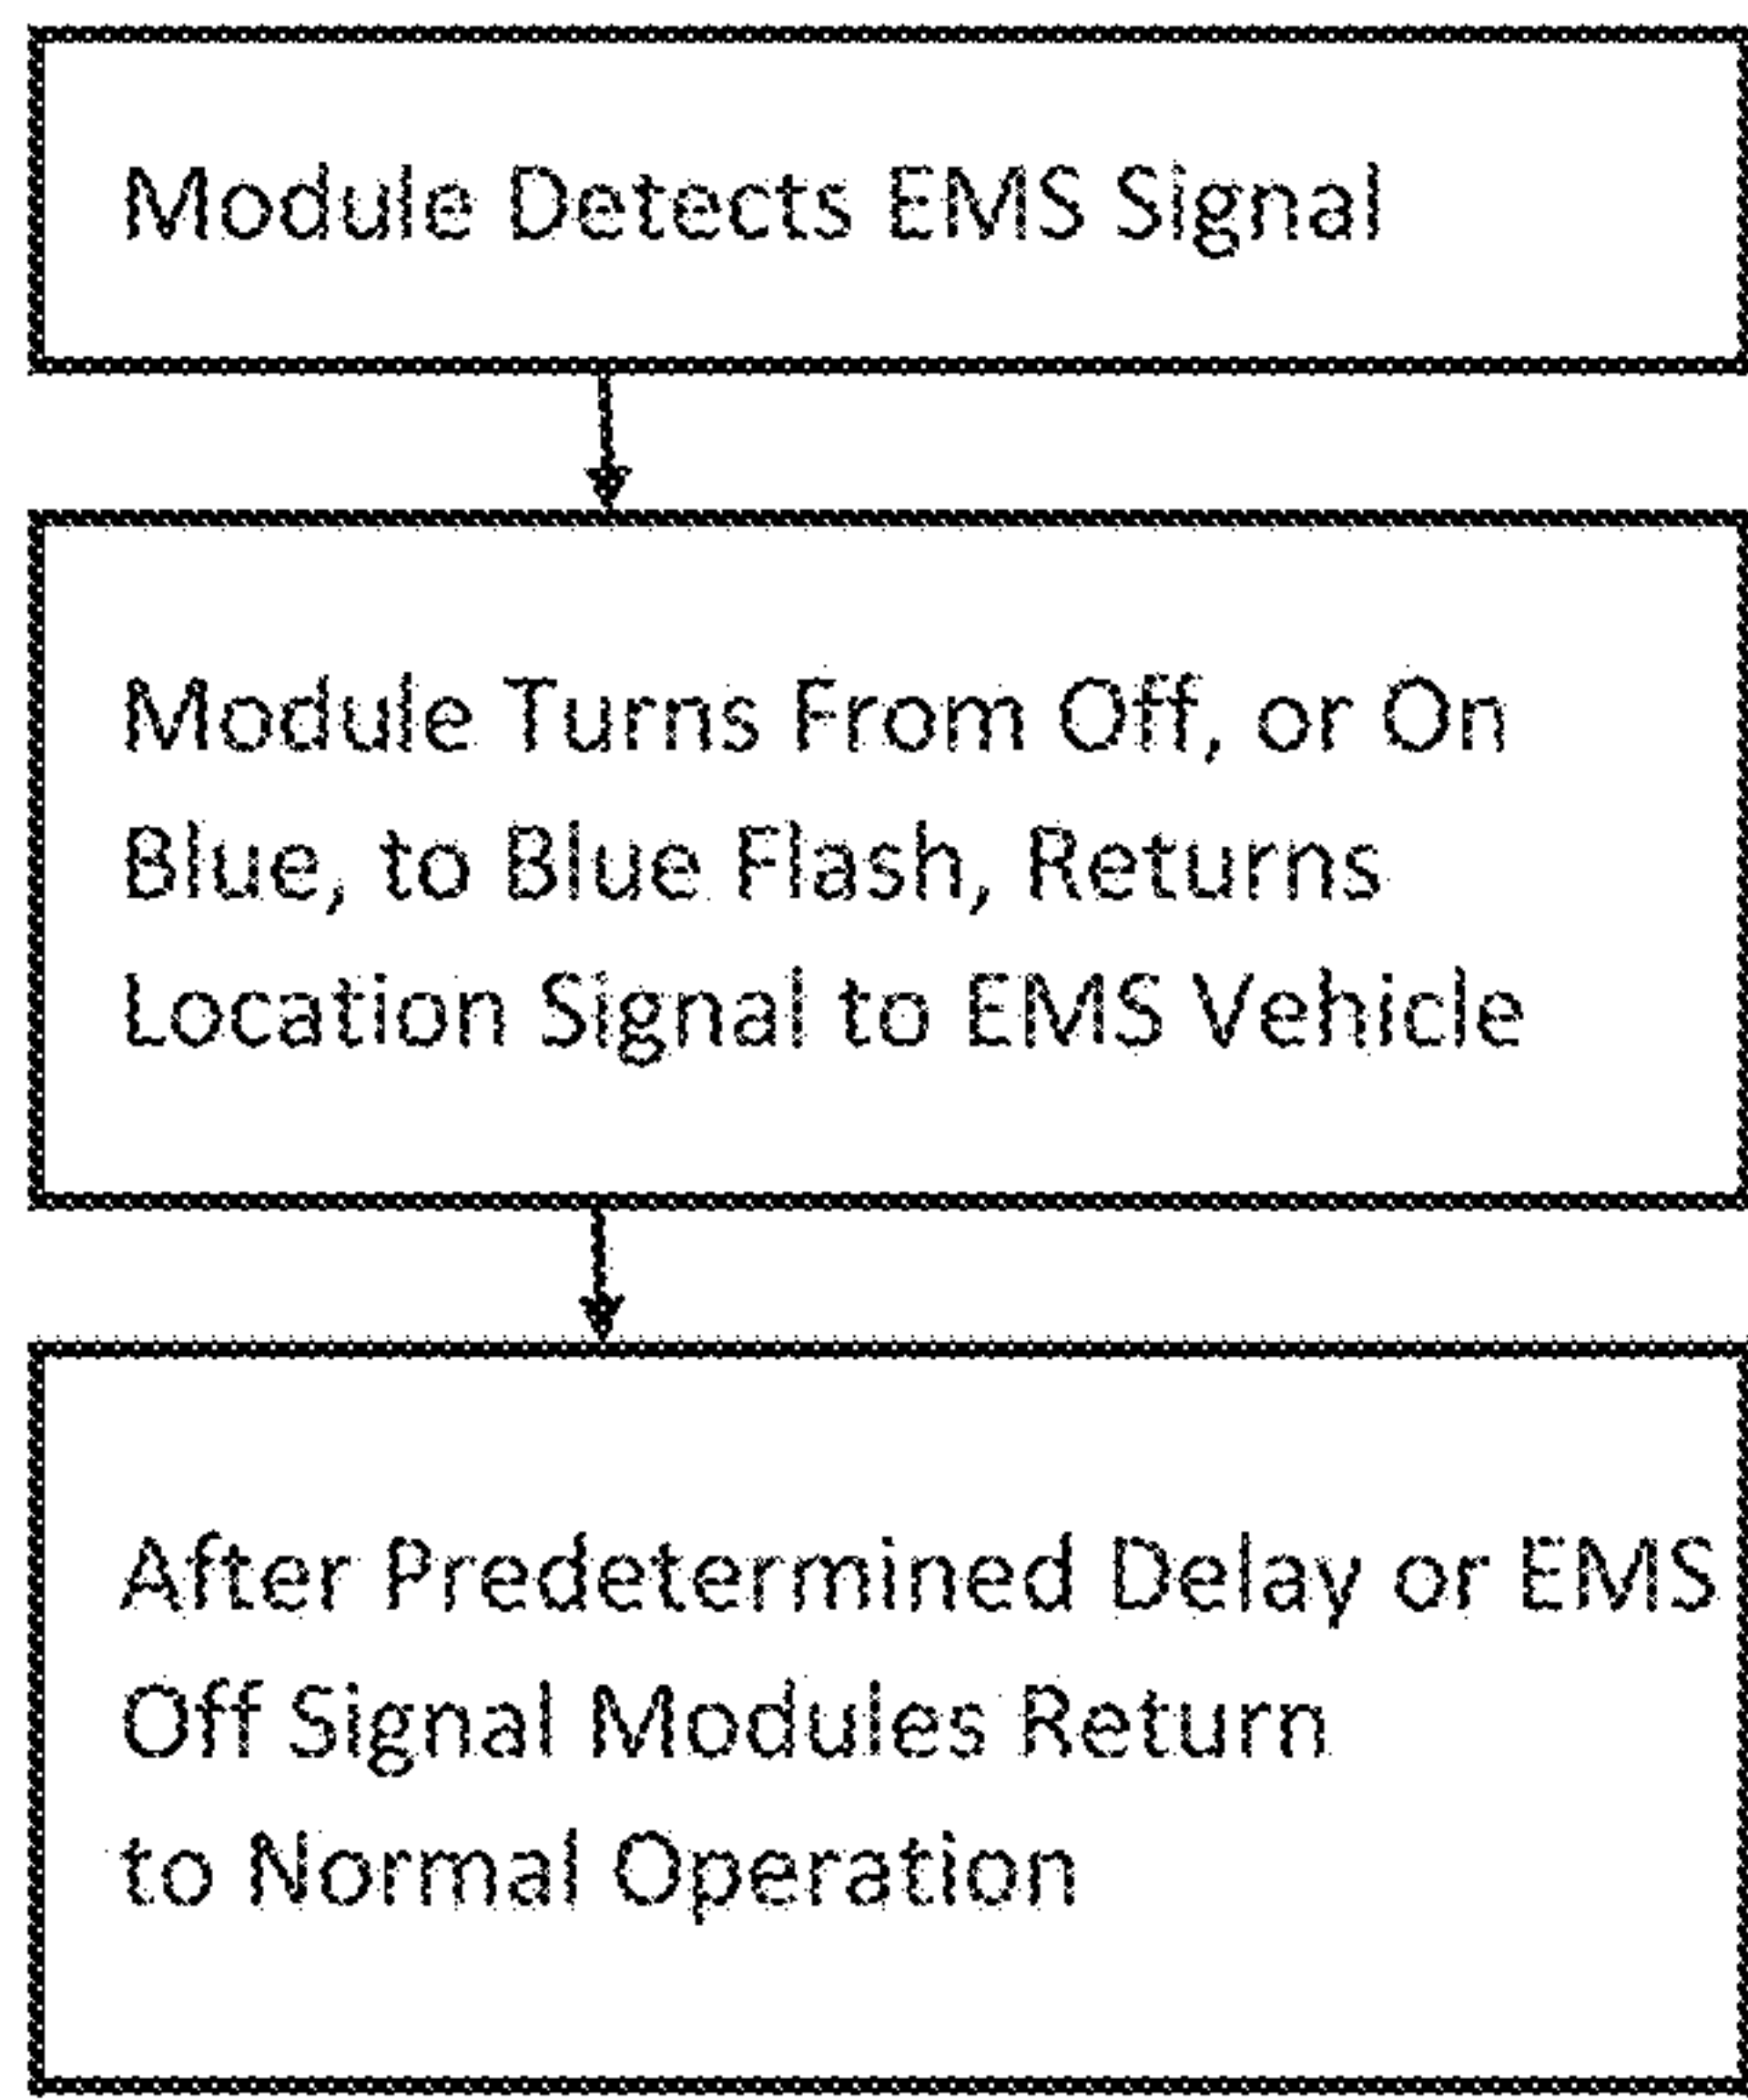 Module Detects EMS Signal
Module Turns From Off, or On
Blue, to Blue Flash, Returns
Location Signal to EMS Vehicle
After Predetermined Delay or EMS
Off Signal Modules Return
to Normal Operation